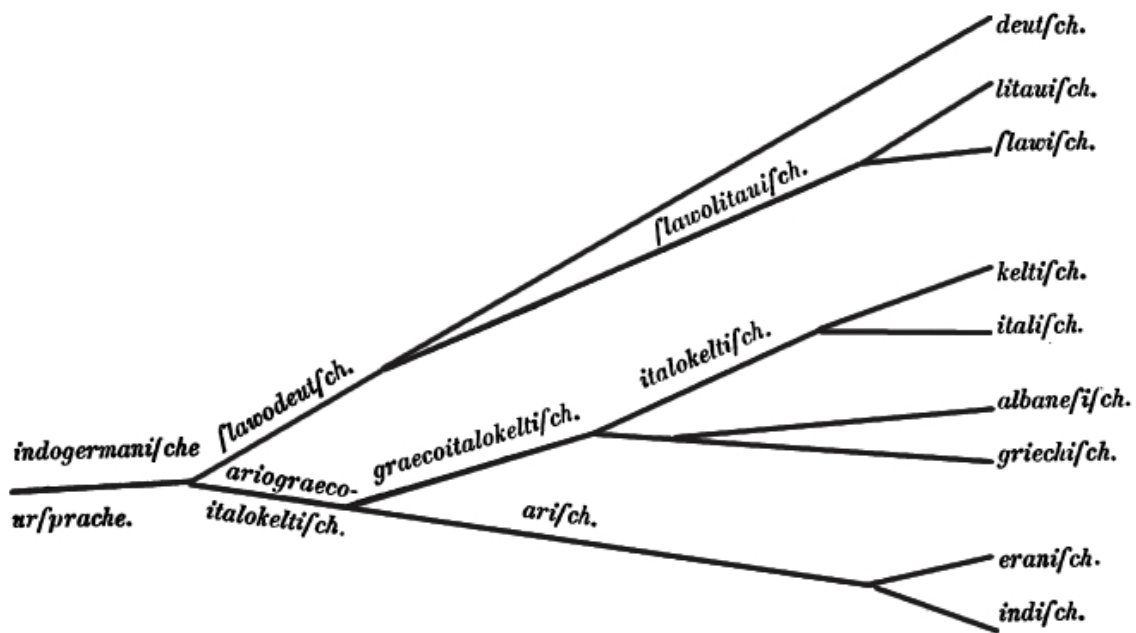 deutſch.
litauiſch.
ſlawiſch.
ſlawolitauiſch.
keltiſch.
italiſch.
italokeltiſch.
ſlawodeutſch.
albaneſiſch.
graecoitalokeltiſch.
griechiſch.
indogermaniſche
urſprache.
ariograeco-
italokeltiſch.
ariſch.
eraniſch.
indiſch.